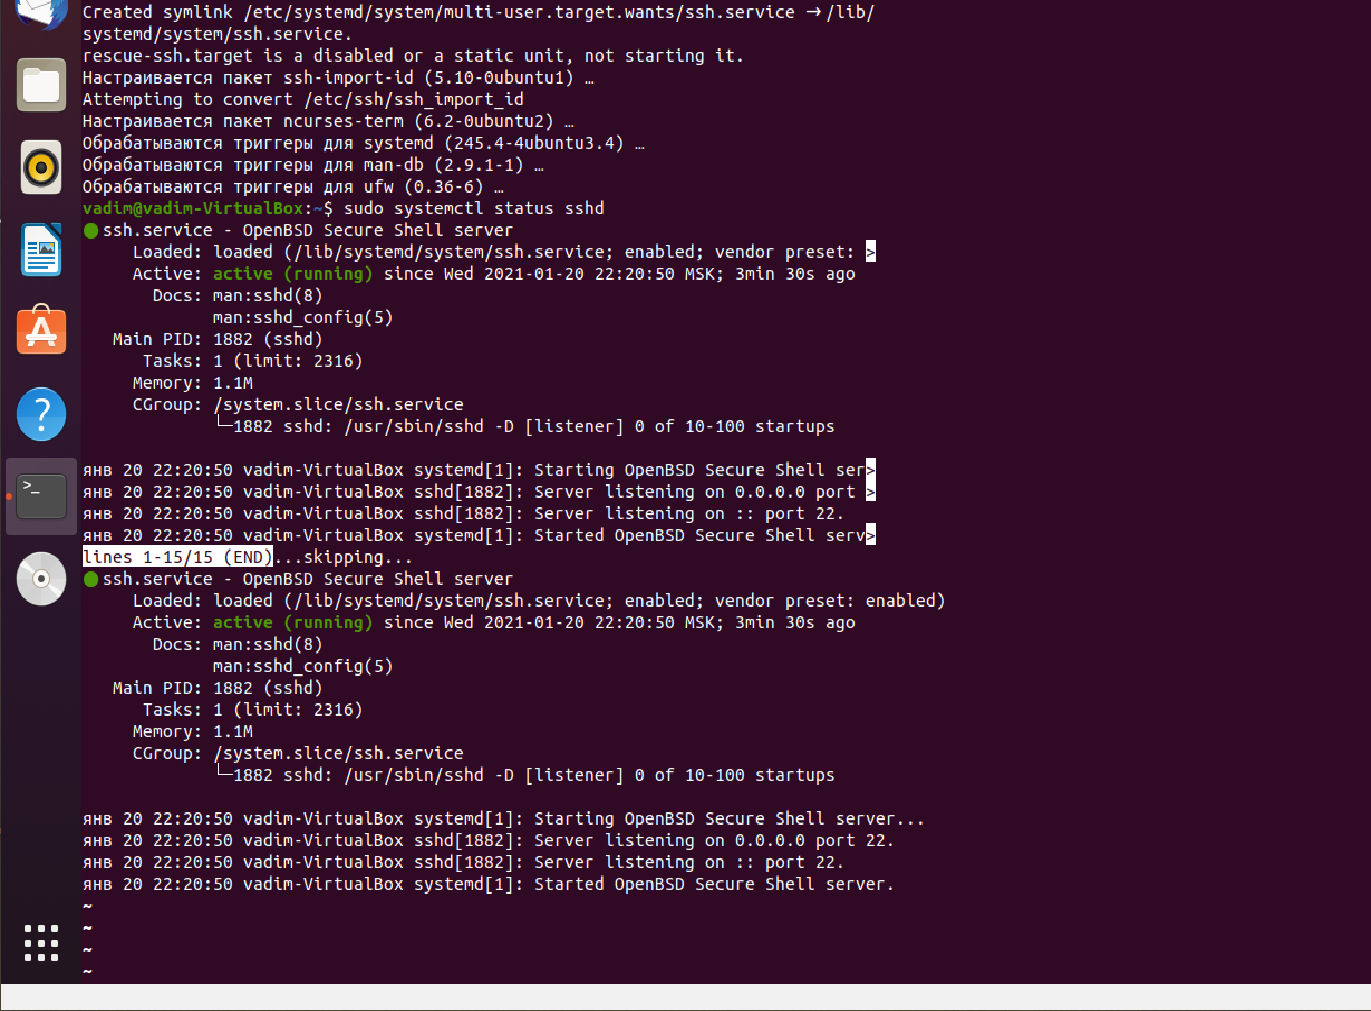 Created symlink /etc/systemd/system/multi-user.target.wants/ssh.service → /lib/
systemd/system/ssh.service.
rescue-ssh.target is a disabled or a static unit, not starting it.
Настраивается пакет ssh-import-id (5.10-0ubuntu1) …
Attempting to convert /etc/ssh/ssh_import_id
Настраивается пакет ncurses-term (6.2-0ubuntu2) …
Обрабатываются триггеры для systemd (245.4-4ubuntu3.4) …
Обрабатываются триггеры для man-db (2.9.1-1) …
Обрабатываются триггеры для ufw (0.36-6) …
vadim@vadim-VirtualBox:~$ sudo systemctl status sshd
● ssh.service - OpenBSD Secure Shell server
Loaded: loaded (/lib/systemd/system/ssh.service; enabled; vendor preset: >
Active: active (running) since Wed 2021-01-20 22:20:50 MSK; 3min 30s ago
Docs: man:sshd(8)
man:sshd_config(5)
Main PID: 1882 (sshd)
Tasks: 1 (limit: 2316)
Memory: 1.1M
CGroup: /system.slice/ssh.service
└─1882 sshd: /usr/sbin/sshd -D [listener] 0 of 10-100 startups
янв 20 22:20:50 vadim-VirtualBox systemd[1]: Starting OpenBSD Secure Shell ser>
янв 20 22:20:50 vadim-VirtualBox sshd[1882]: Server listening on 0.0.0.0 port >
янв 20 22:20:50 vadim-VirtualBox sshd[1882]: Server listening on :: port 22.
янв 20 22:20:50 vadim-VirtualBox systemd[1]: Started OpenBSD Secure Shell serv>
lines 1-15/15 (END)...skipping...
● ssh.service - OpenBSD Secure Shell server
Loaded: loaded (/lib/systemd/system/ssh.service; enabled; vendor preset: enabled)
Active: active (running) since Wed 2021-01-20 22:20:50 MSK; 3min 30s ago
Docs: man:sshd(8)
man:sshd_config(5)
Main PID: 1882 (sshd)
Tasks: 1 (limit: 2316)
Memory: 1.1M
CGroup: /system.slice/ssh.service
└─1882 sshd: /usr/sbin/sshd -D [listener] 0 of 10-100 startups
янв 20 22:20:50 vadim-VirtualBox systemd[1]: Starting OpenBSD Secure Shell server...
янв 20 22:20:50 vadim-VirtualBox sshd[1882]: Server listening on 0.0.0.0 port 22.
янв 20 22:20:50 vadim-VirtualBox sshd[1882]: Server listening on :: port 22.
янв 20 22:20:50 vadim-VirtualBox systemd[1]: Started OpenBSD Secure Shell server.
~
~
~
~